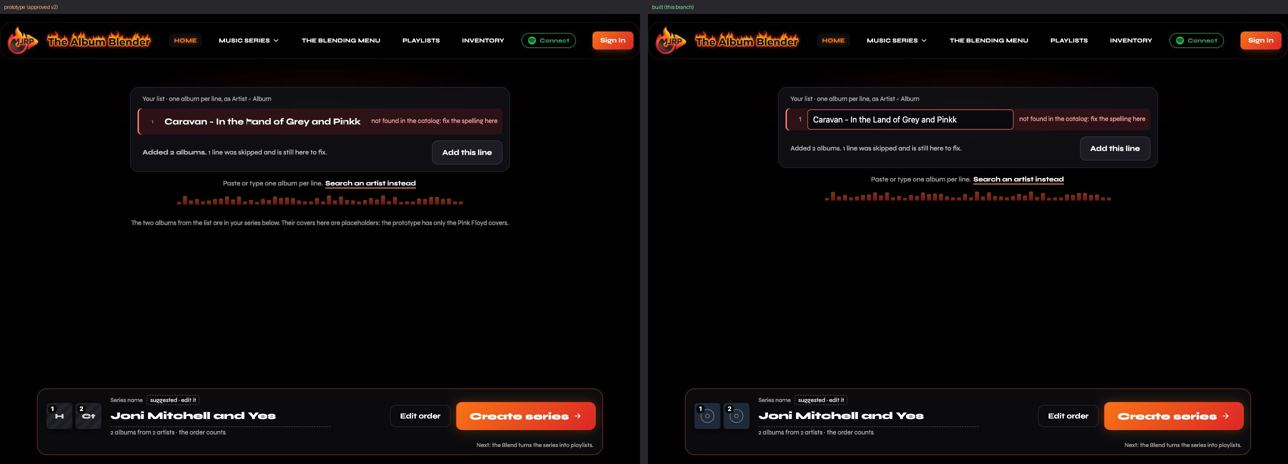 prototype (approved v2)
JRP
The Album Blender
HOME
MUSIC SERIES
THE BLENDING MENU
PLAYLISTS
INVENTORY
Connect
Sign In
Your list · one album per line, as Artist - Album
1
Caravan - In the Land of Grey and Pinkk
not found in the catalog: fix the spelling here
Added 2 albums. 1 line was skipped and is still here to fix.
Add this line
Paste or type one album per line. Search an artist instead
The two albums from the list are in your series below. Their covers here are placeholders: the prototype has only the Pink Floyd covers.
1
H
2
Ct
Series name
suggested · edit it
Joni Mitchell and Yes
2 albums from 2 artists · the order counts
Edit order
Create series →
Next: the Blend turns the series into playlists.
built (this branch)
JRP
The Album Blender
HOME
MUSIC SERIES
THE BLENDING MENU
PLAYLISTS
INVENTORY
Connect
Sign In
Your list · one album per line, as Artist - Album
1
Caravan - In the Land of Grey and Pinkk
not found in the catalog: fix the spelling here
Added 2 albums. 1 line was skipped and is still here to fix.
Add this line
Paste or type one album per line. Search an artist instead
1
2
Series name
suggested · edit it
Joni Mitchell and Yes
2 albums from 2 artists · the order counts
Edit order
Create series →
Next: the Blend turns the series into playlists.